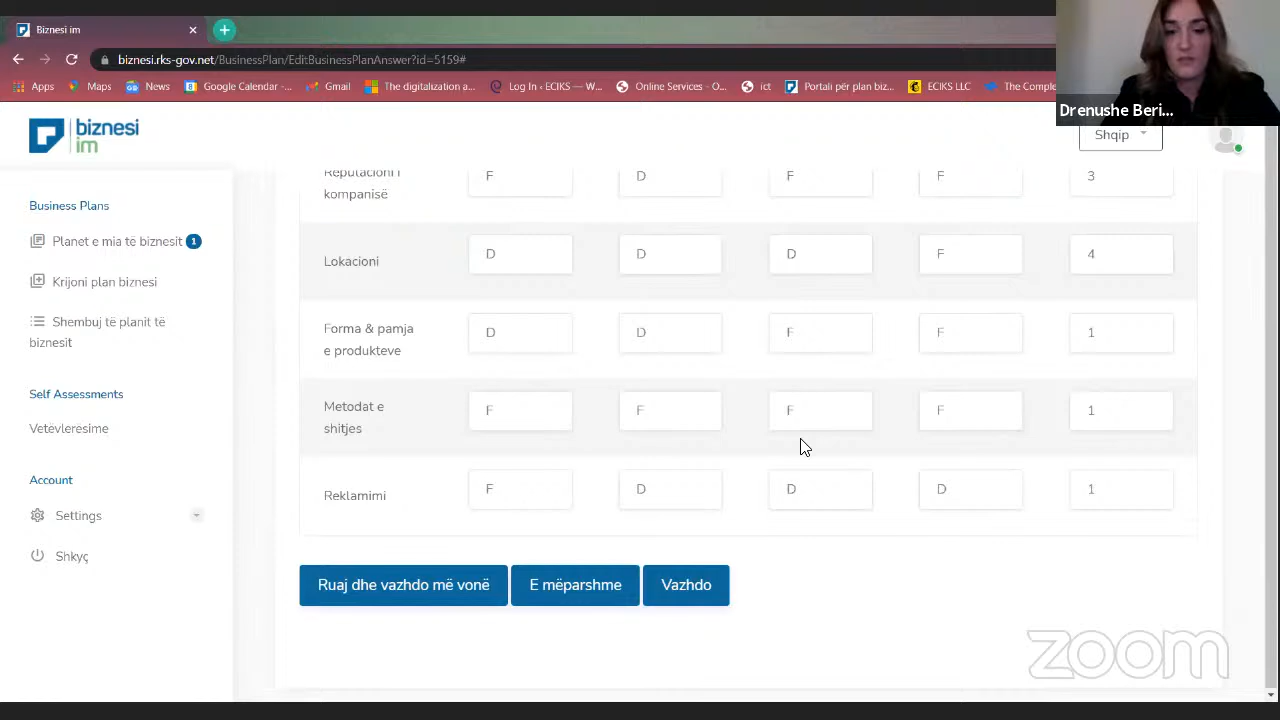 Biznesi im
biznesi.rks-gov.net/BusinessPlan/EditBusinessPlanAnswer?id=5159#
Apps Maps News Google Calendar -... Gmail The digitalization a... Log In ‹ ECIKS — W... Online Services - O... ict Portali për plan biz... ECIKS LLC The Comple
Drenushe Beri...
biznesi
im
Shqip
Business Plans
Planet e mia të biznesit 1
Krijoni plan biznesi
Shembuj të planit të
biznesit
Self Assessments
Vetëvlerësime
Account
Settings
Shkyç
Reputacioni i
kompanisë
F D F F 3
Lokacioni D D D F 4
Forma & pamja
e produkteve
D D F F 1
Metodat e
shitjes
F F F F 1
Reklamimi F D D D 1
Ruaj dhe vazhdo më vonë E mëparshme Vazhdo
zoom